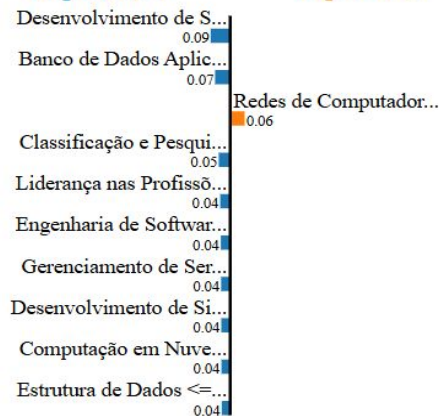 Desenvolvimento de S...
0.09
Banco de Dados Aplic...
0.07
Redes de Computador...
0.06
Classificação e Pesqui...
0.05
Liderança nas Profissõ...
0.04
Engenharia de Softwar...
0.04
Gerenciamento de Ser...
0.04
Desenvolvimento de Si...
0.04
Computação em Nuve...
0.04
Estrutura de Dados <=...
0.04